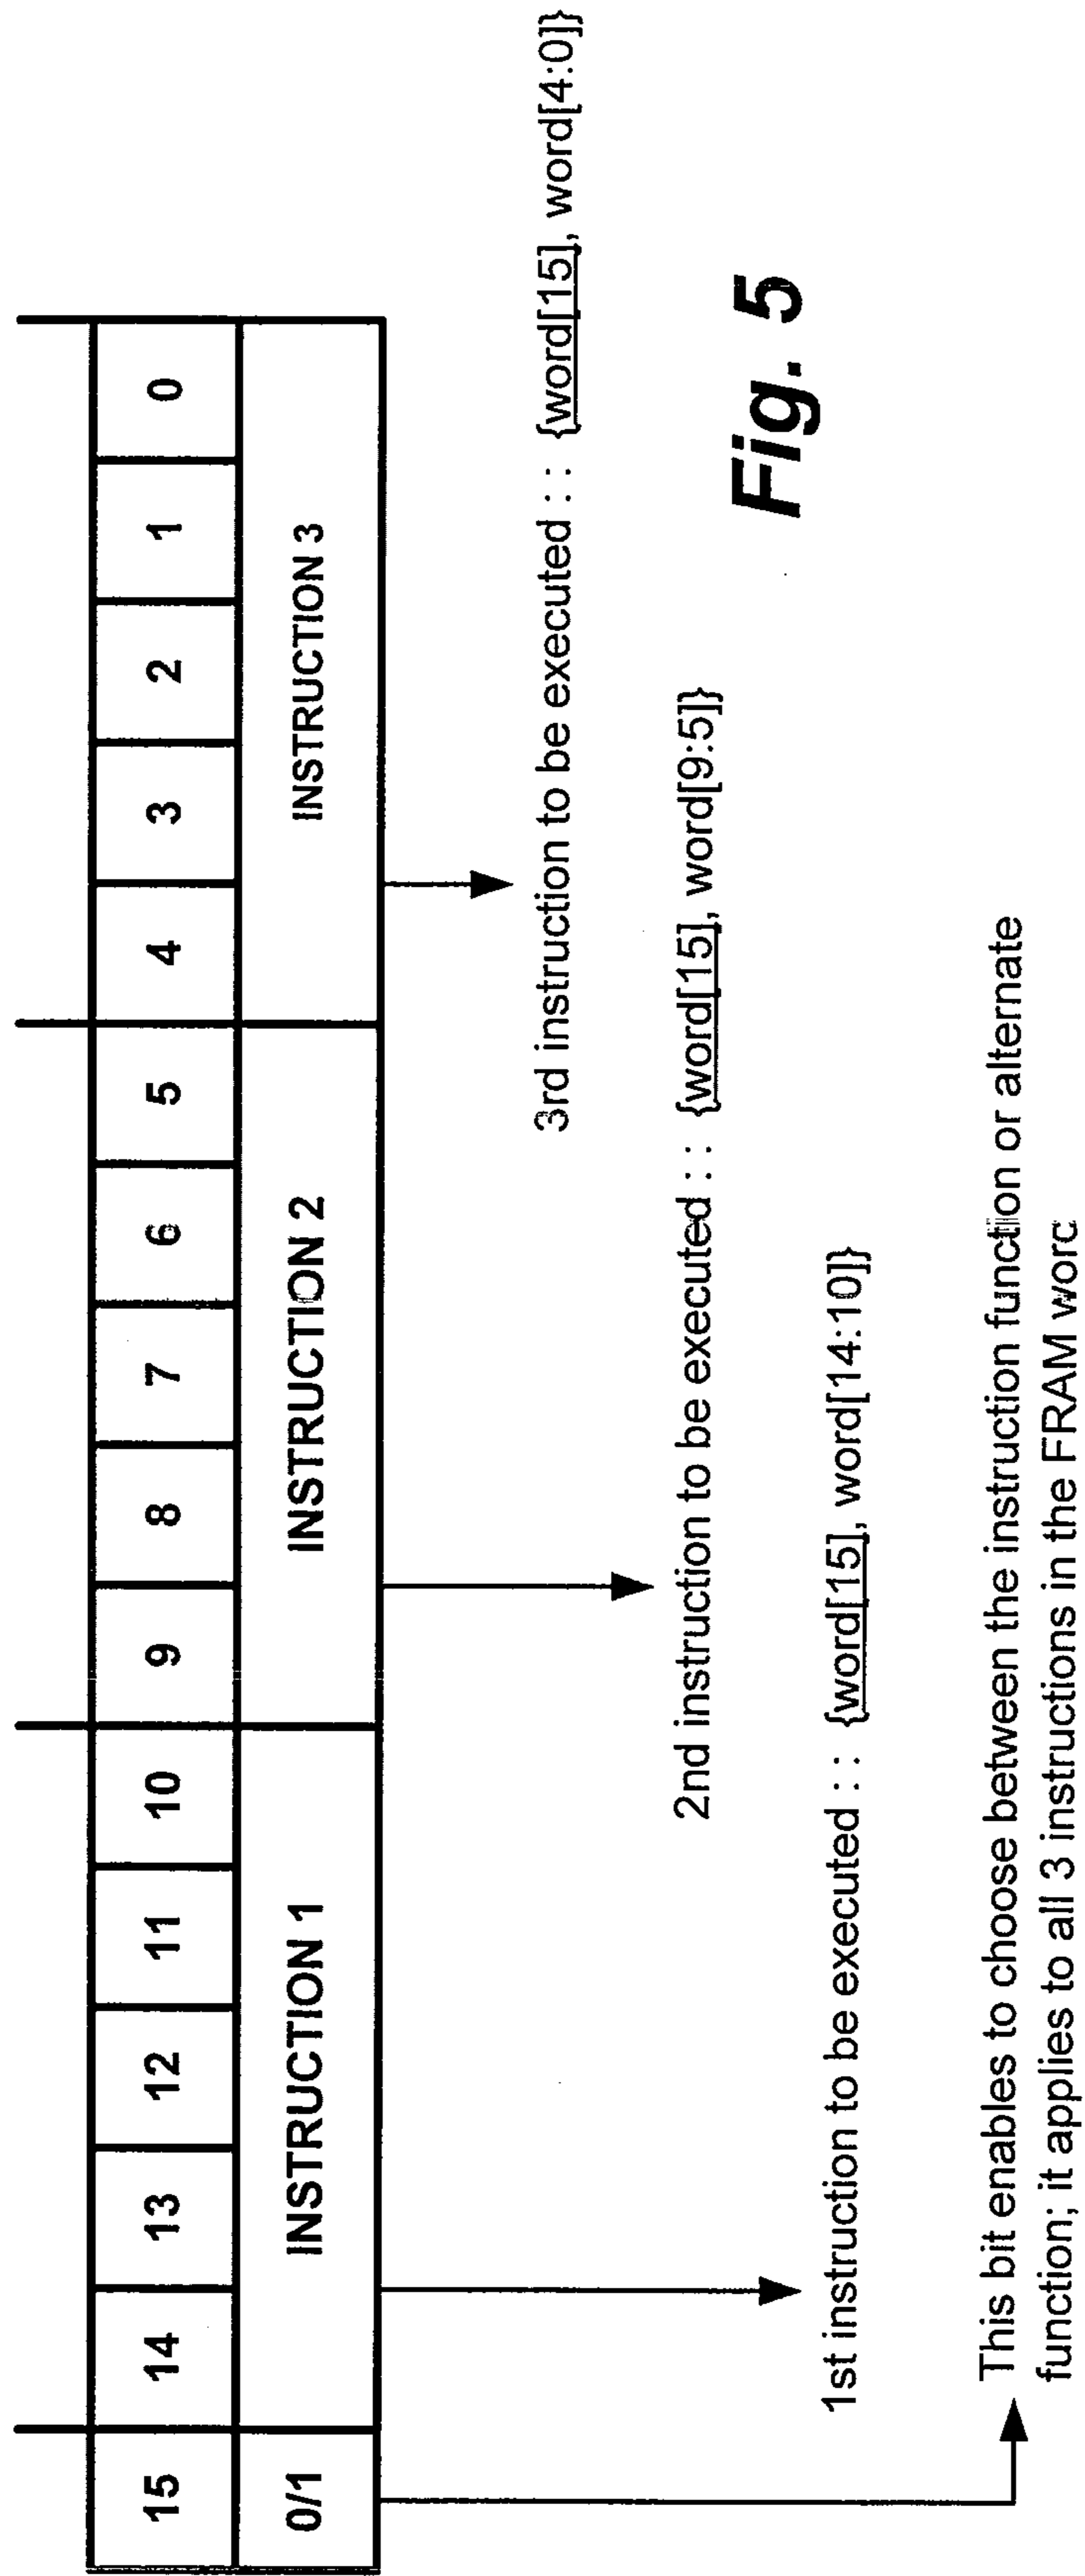 15 14 13 12 11 10 9 8 7 6 5 4 3 2 1 0
0/1 INSTRUCTION 1 INSTRUCTION 2 INSTRUCTION 3
3rd instruction to be executed : : {word[15], word[4:0]}
2nd instruction to be executed : : {word[15], word[9:5]}
1st instruction to be executed : : {word[15], word[14:10]}
This bit enables to choose between the instruction function or alternate
function; it applies to all 3 instructions in the FRAM worc
Fig. 5